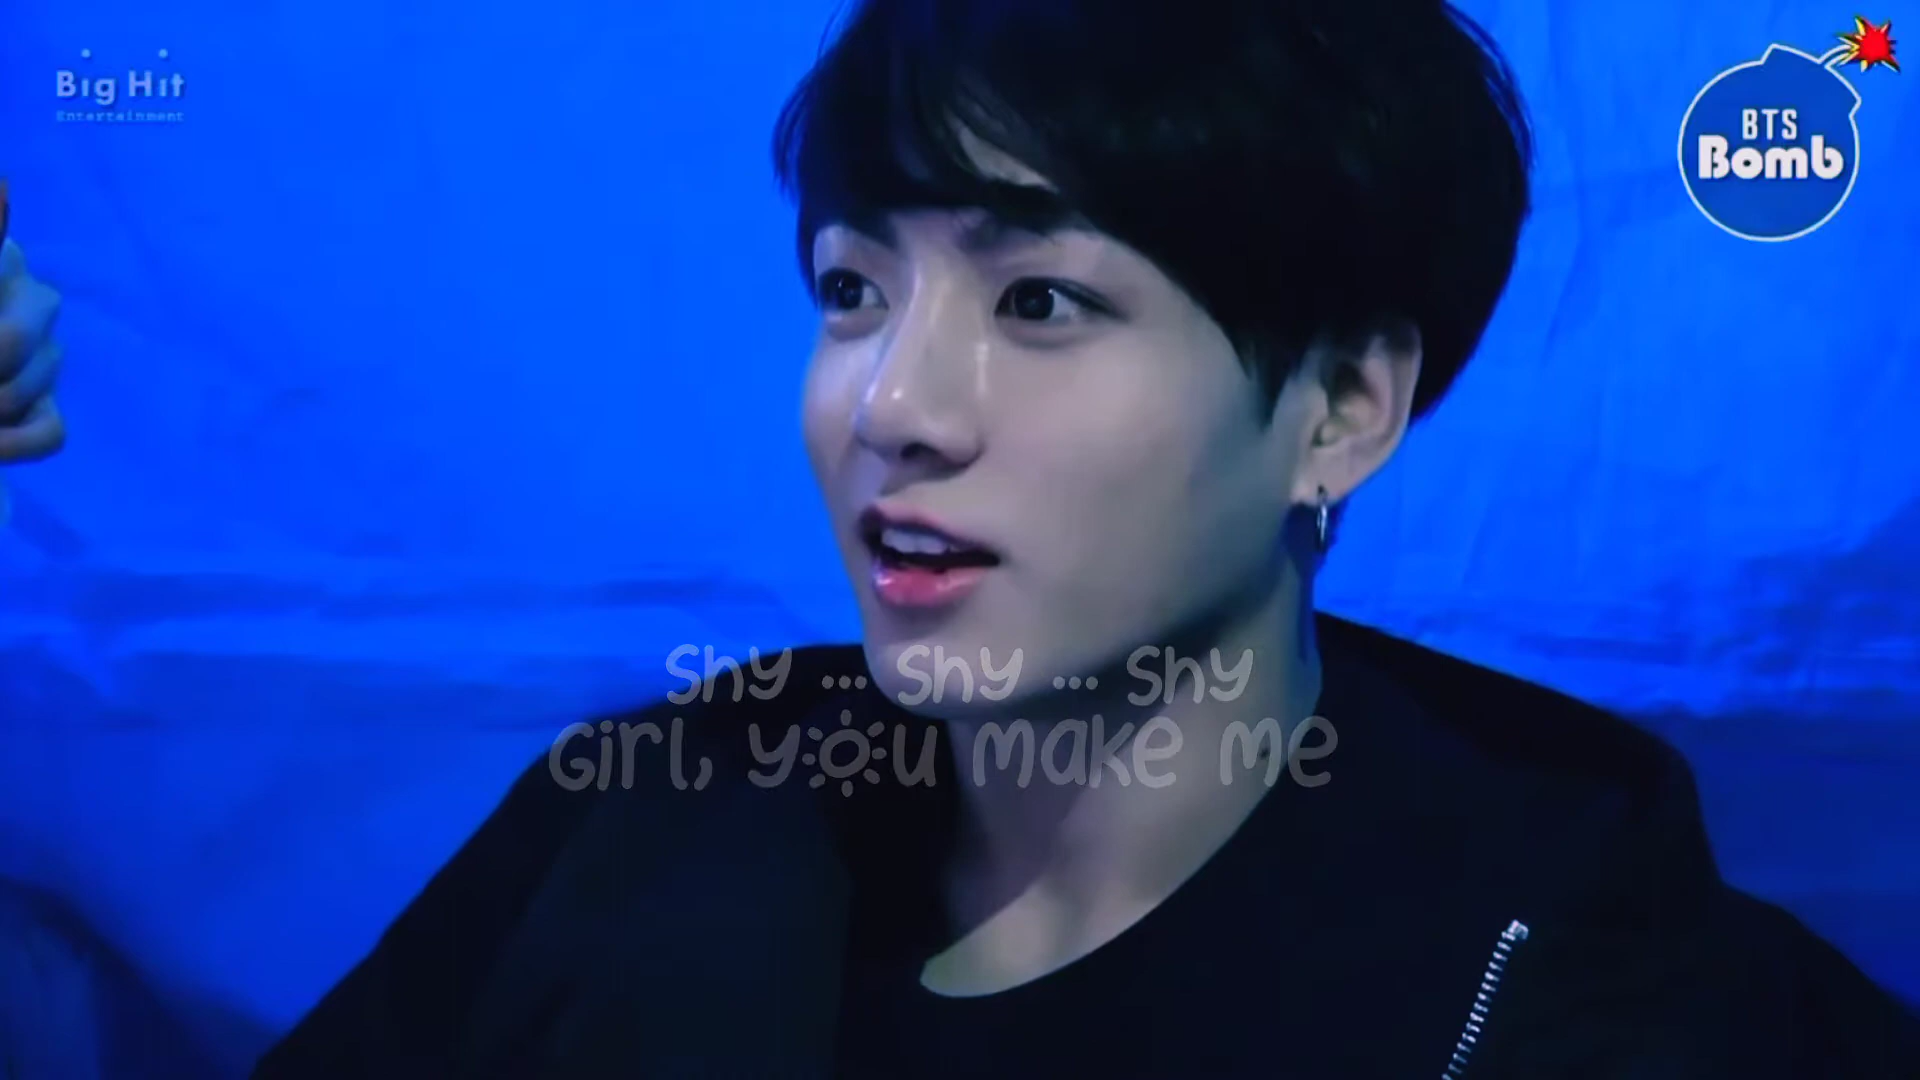 Big Hit
Entertainment
BTS
Bomb
Shy ... Shy ... Shy
Girl, you make me